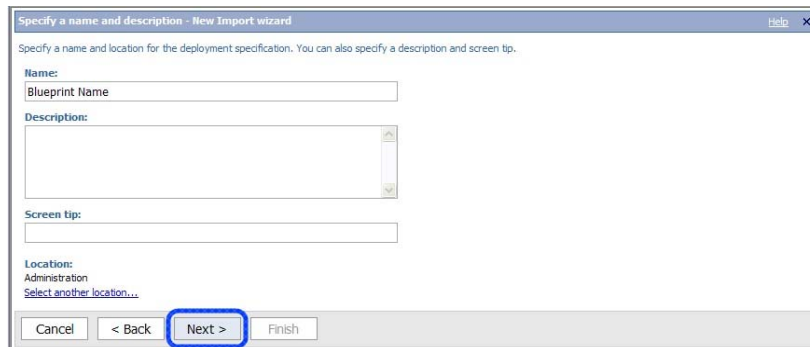 Specify a name and description - New Import wizard
Help X
Specify a name and location for the deployment specification. You can also specify a description and screen tip.
Name:
Blueprint Name
Description:
Screen tip:
Location:
Administration
Select another location...
Cancel < Back Next > Finish